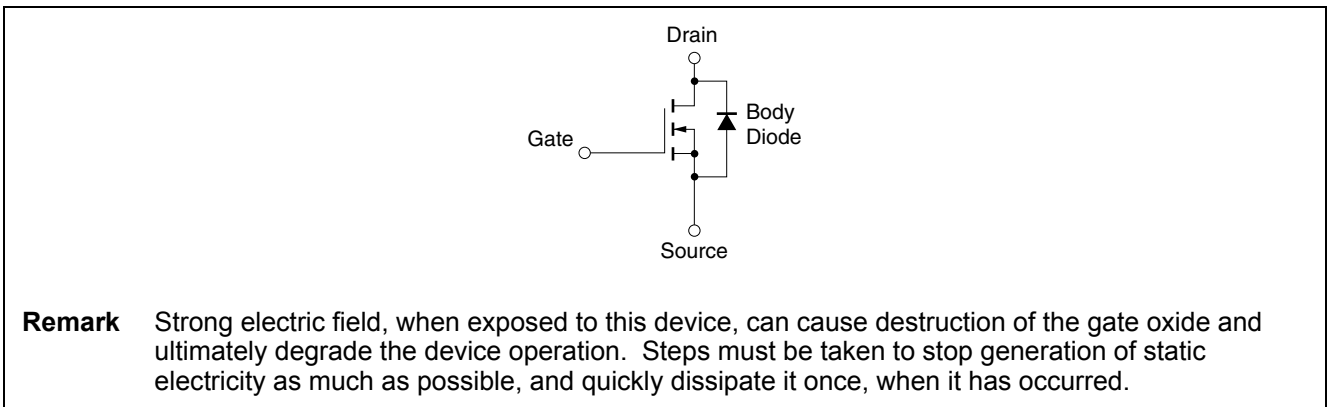 Drain
Body
Diode
Gate
Source
Remark Strong electric field, when exposed to this device, can cause destruction of the gate oxide and
ultimately degrade the device operation. Steps must be taken to stop generation of static
electricity as much as possible, and quickly dissipate it once, when it has occurred.